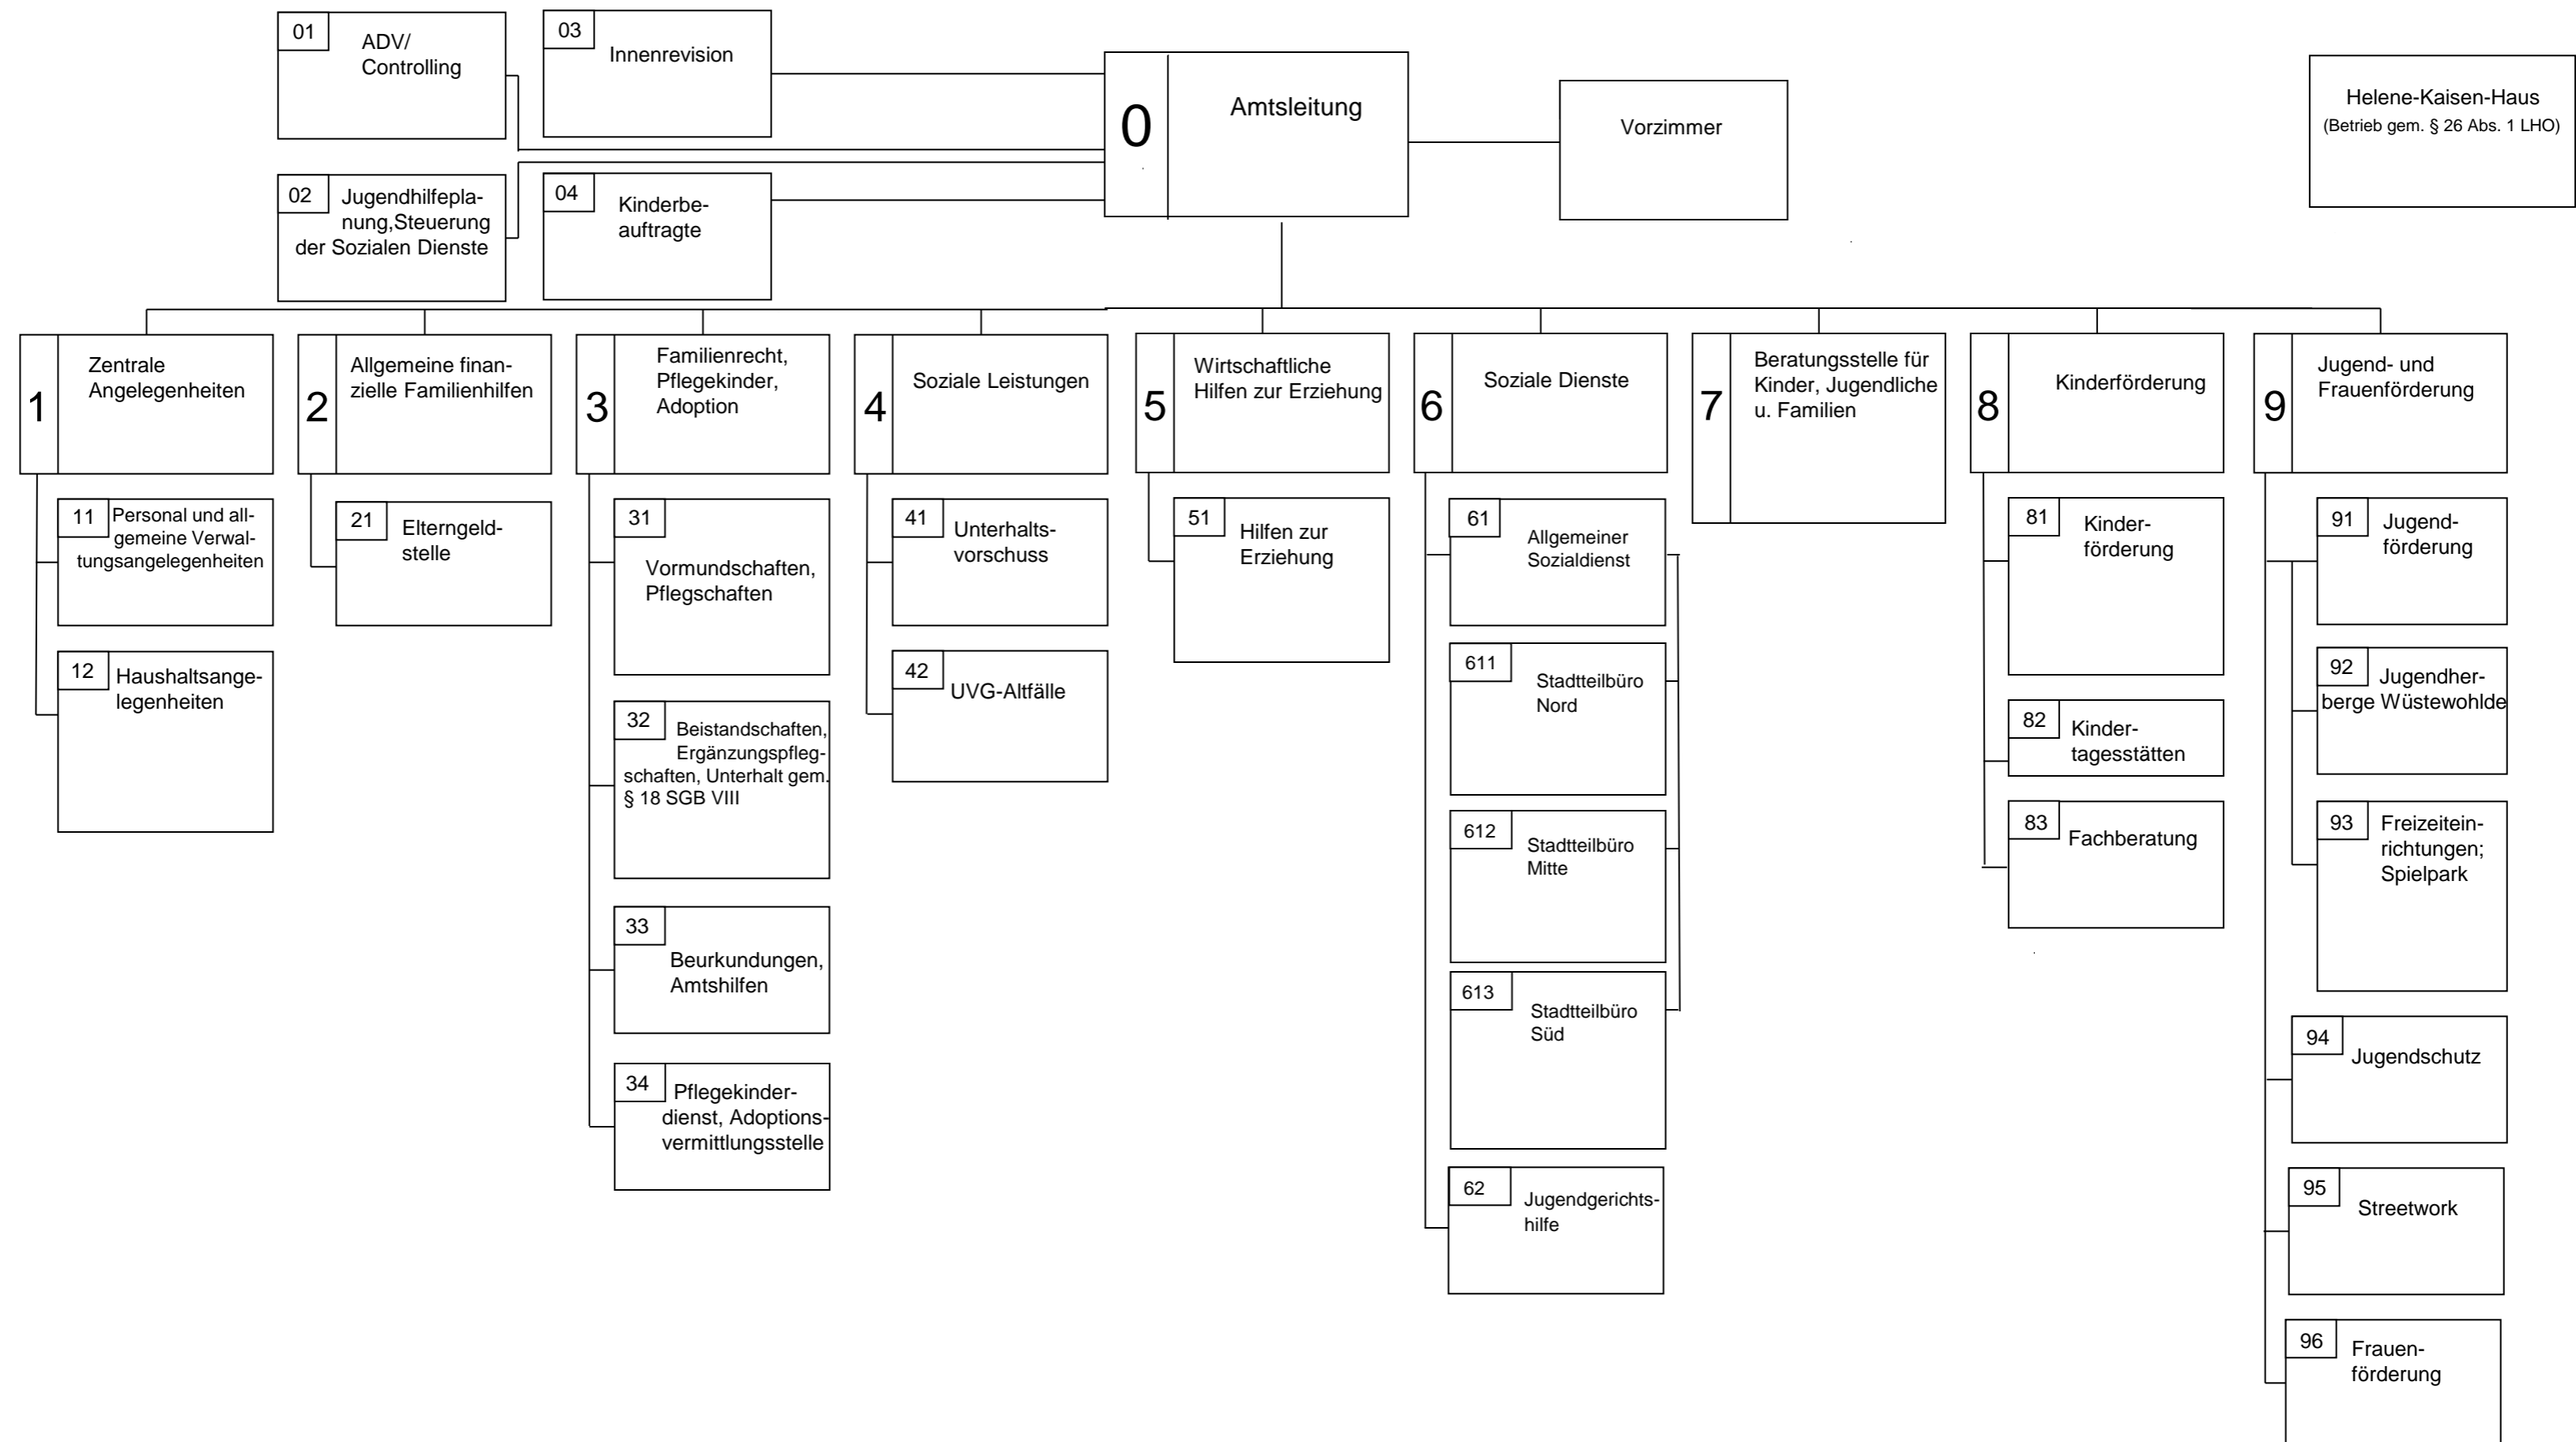 01
ADV/
Controlling
03
Innenrevision
0
Amtsleitung
Vorzimmer
Helene-Kaisen-Haus
(Betrieb gem. § 26 Abs. 1 LHO)
02
Jugendhilfepla-
nung,Steuerung
der Sozialen Dienste
04
Kinderbe-
auftragte
1
Zentrale
Angelegenheiten
11
Personal und all-
gemeine Verwal-
tungsangelegenheiten
12
Haushaltsange-
legenheiten
2
Allgemeine finan-
zielle Familienhilfen
21
Elterngeld-
stelle
3
Familienrecht,
Pflegekinder,
Adoption
31
Vormundschaften,
Pflegschaften
32
Beistandschaften,
Ergänzungspfleg-
schaften, Unterhalt gem.
§ 18 SGB VIII
33
Beurkundungen,
Amtshilfen
34
Pflegekinder-
dienst, Adoptions-
vermittlungsstelle
4
Soziale Leistungen
41
Unterhalts-
vorschuss
42
UVG-Altfälle
5
Wirtschaftliche
Hilfen zur Erziehung
51
Hilfen zur
Erziehung
6
Soziale Dienste
61
Allgemeiner
Sozialdienst
611
Stadtteilbüro
Nord
612
Stadtteilbüro
Mitte
613
Stadtteilbüro
Süd
62
Jugendgerichts-
hilfe
7
Beratungsstelle für
Kinder, Jugendliche
u. Familien
8
Kinderförderung
81
Kinder-
förderung
82
Kinder-
tagesstätten
83
Fachberatung
9
Jugend- und
Frauenförderung
91
Jugend-
förderung
92
Jugendher-
berge Wüstewohlde
93
Freizeitein-
richtungen;
Spielpark
94
Jugendschutz
95
Streetwork
96
Frauen-
förderung